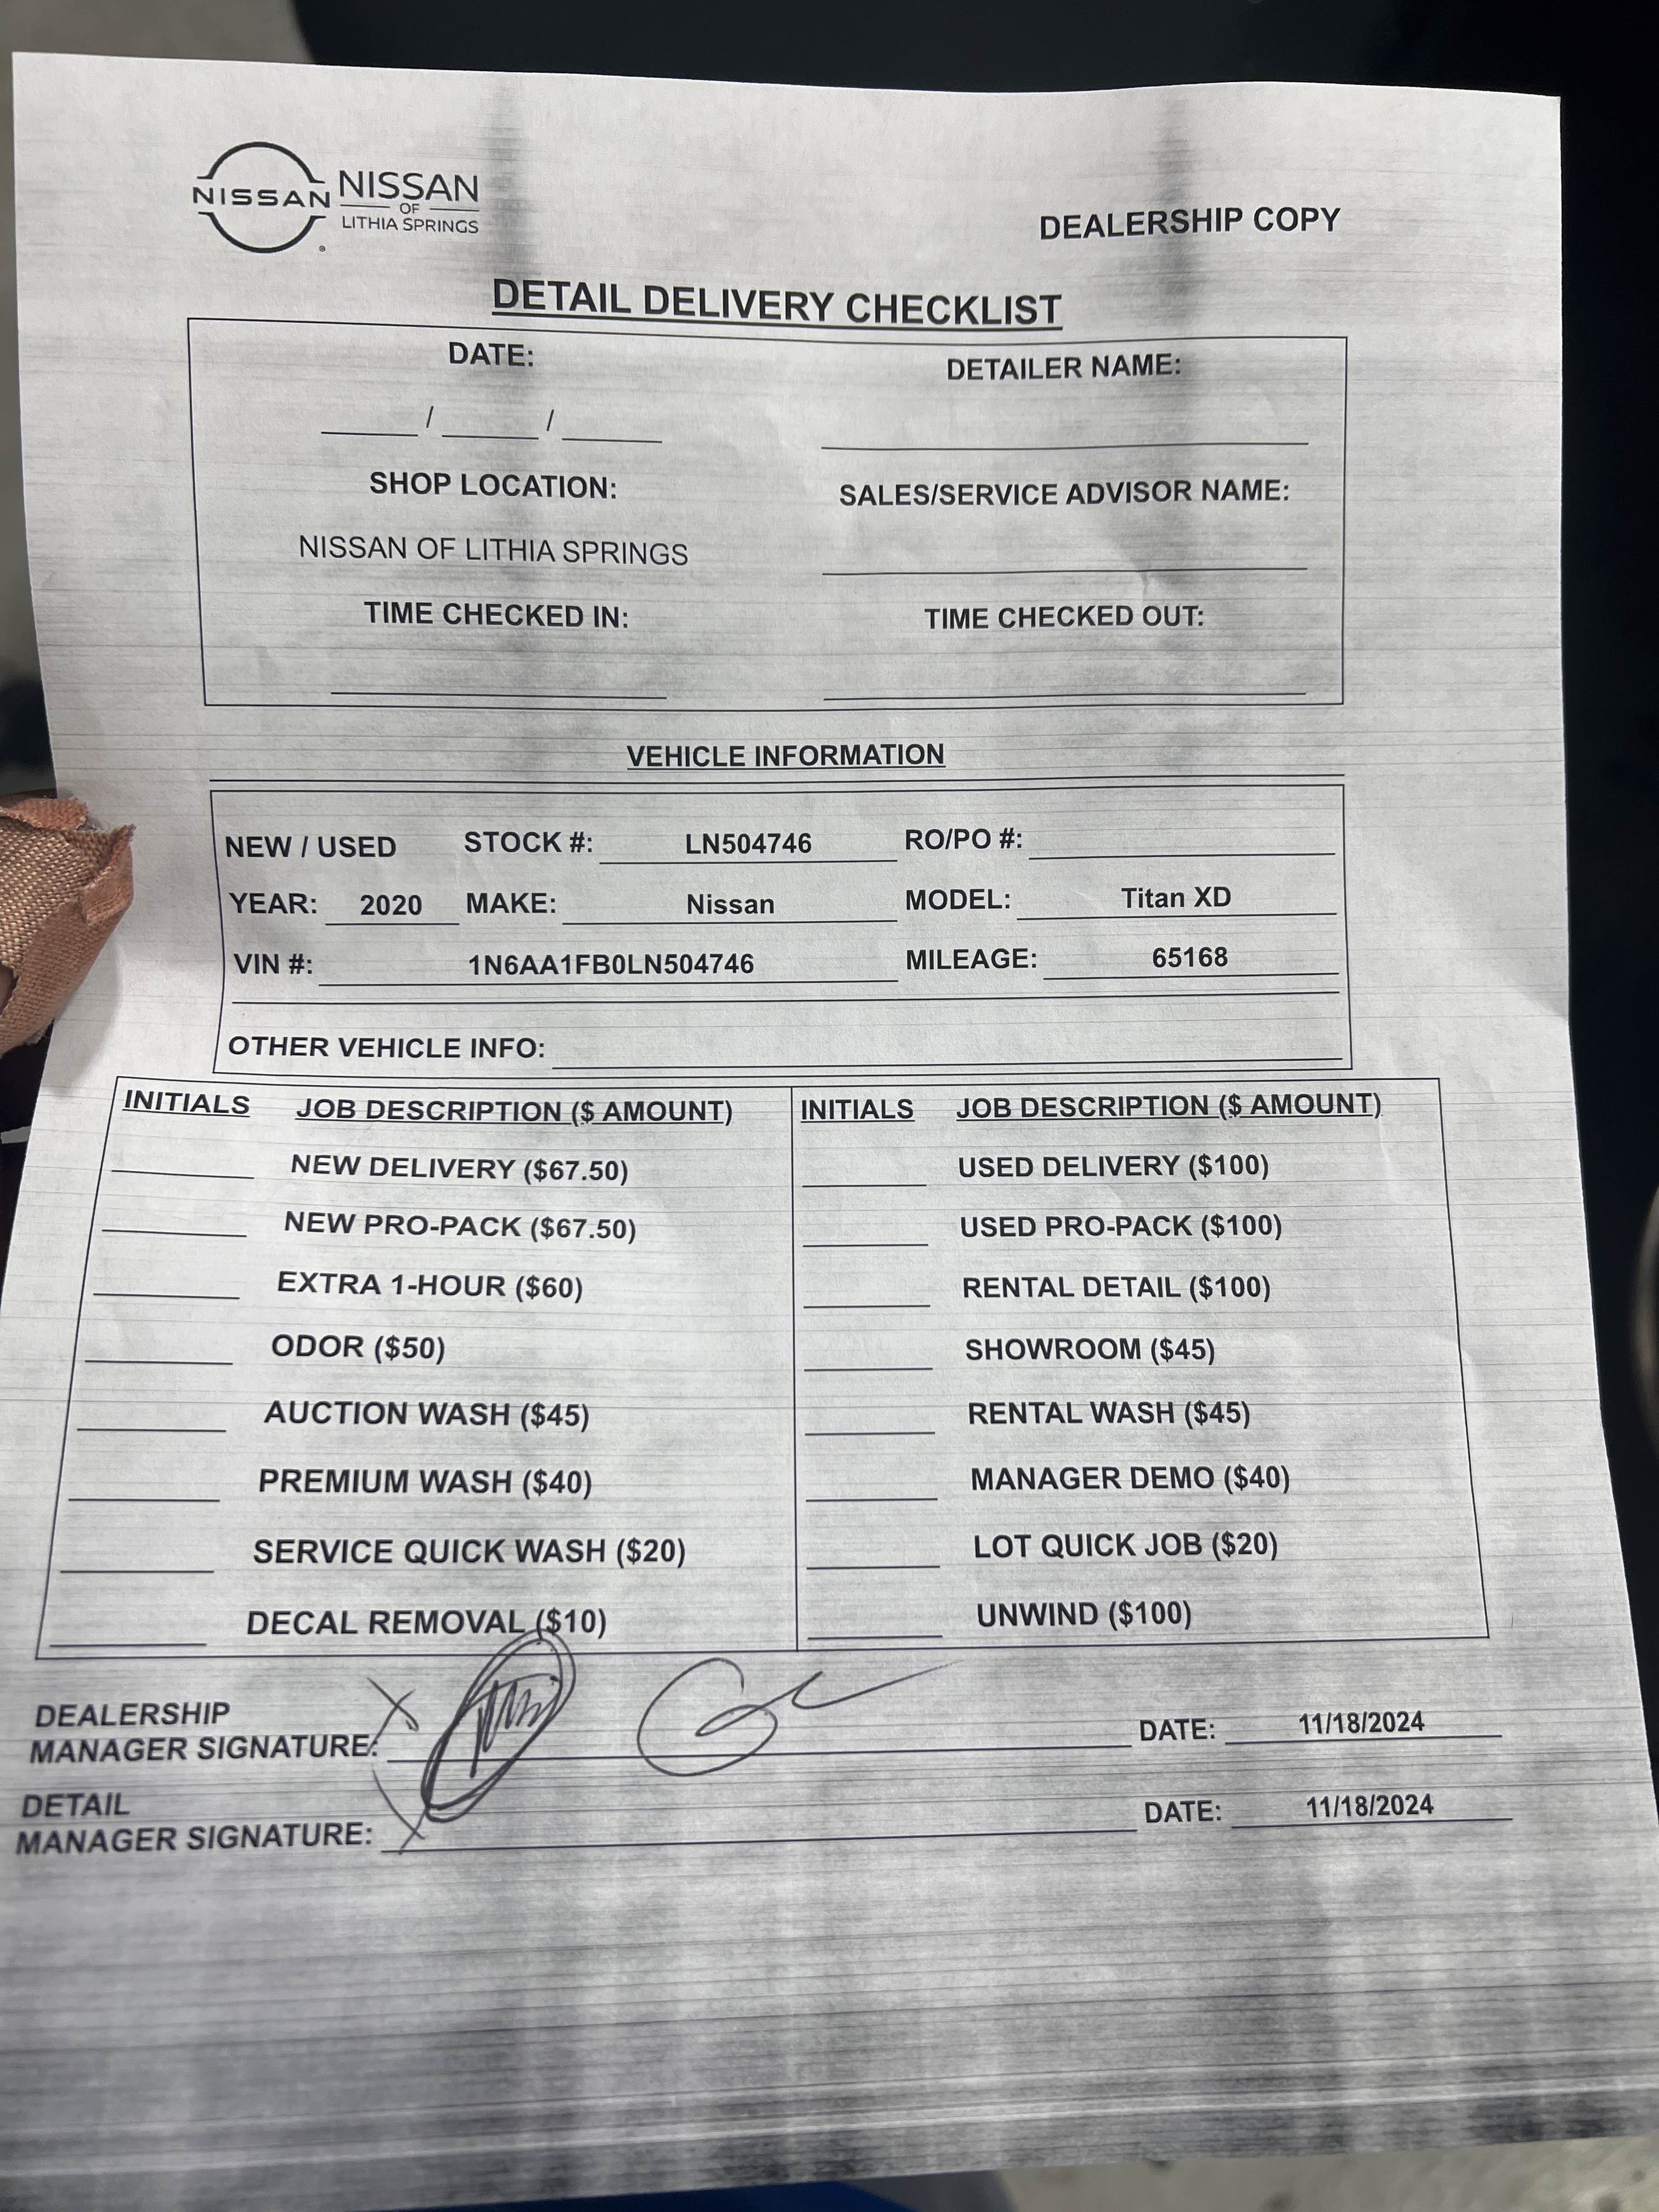 NISSAN
NISSAN
OF
LITHIA SPRINGS
DEALERSHIP COPY
DETAIL DELIVERY CHECKLIST
DATE:
DETAILER NAME:
/ /
SHOP LOCATION:
SALES/SERVICE ADVISOR NAME:
NISSAN OF LITHIA SPRINGS
TIME CHECKED IN:
TIME CHECKED OUT:
VEHICLE INFORMATION
NEW / USED STOCK #: LN504746 RO/PO #:
YEAR: 2020 MAKE: Nissan MODEL: Titan XD
VIN #: 1N6AA1FB0LN504746 MILEAGE: 65168
OTHER VEHICLE INFO:
INITIALS JOB DESCRIPTION ($ AMOUNT) INITIALS JOB DESCRIPTION ($ AMOUNT)
NEW DELIVERY ($67.50) USED DELIVERY ($100)
NEW PRO-PACK ($67.50) USED PRO-PACK ($100)
EXTRA 1-HOUR ($60) RENTAL DETAIL ($100)
ODOR ($50) SHOWROOM ($45)
AUCTION WASH ($45) RENTAL WASH ($45)
PREMIUM WASH ($40) MANAGER DEMO ($40)
SERVICE QUICK WASH ($20) LOT QUICK JOB ($20)
DECAL REMOVAL ($10) UNWIND ($100)
DEALERSHIP
MANAGER SIGNATURE: X DATE: 11/18/2024
DETAIL
MANAGER SIGNATURE: X DATE: 11/18/2024